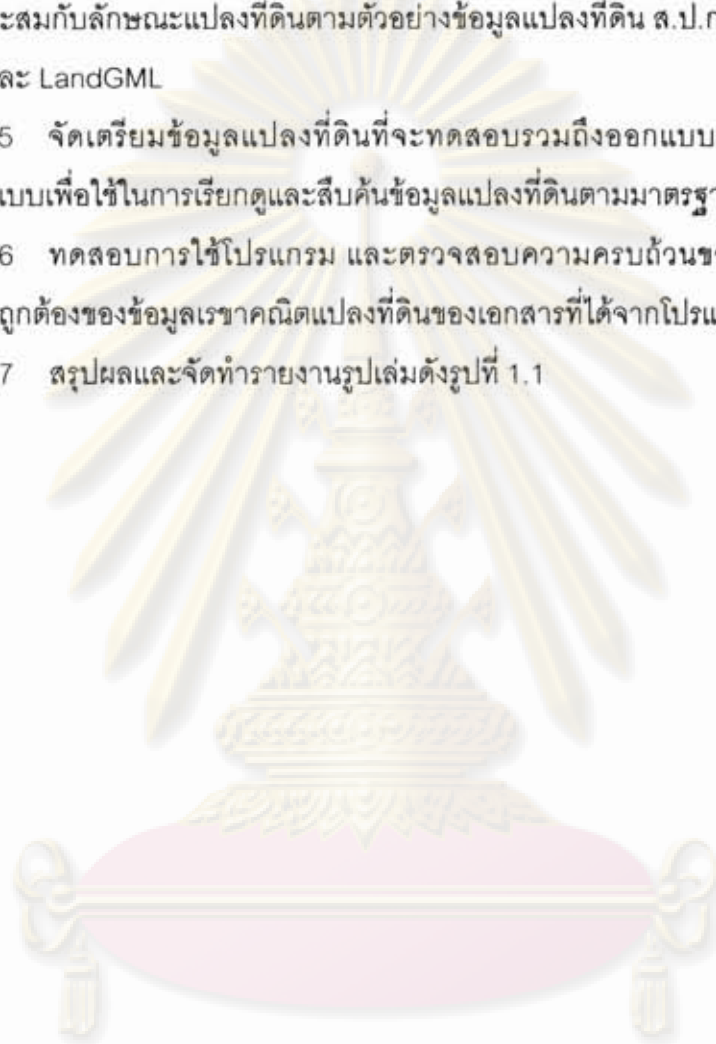 ะสมกับลักษณะแปลงที่ดินตามตัวอย่างข้อมูลแปลงที่ดิน ส.ป.ก
ละ LandGML
5 จัดเตรียมข้อมูลแปลงที่ดินที่จะทดสอบรวมถึงออกแบบ
แบบเพื่อใช้ในการเรียกดูและสืบค้นข้อมูลแปลงที่ดินตามมาตรฐา
6 ทดสอบการใช้โปรแกรม และตรวจสอบความครบถ้วนข
ถูกต้องของข้อมูลเรขาคณิตแปลงที่ดินของเอกสารที่ได้จากโปรแ
7 สรุปผลและจัดทำรายงานรูปเล่มดังรูปที่ 1.1